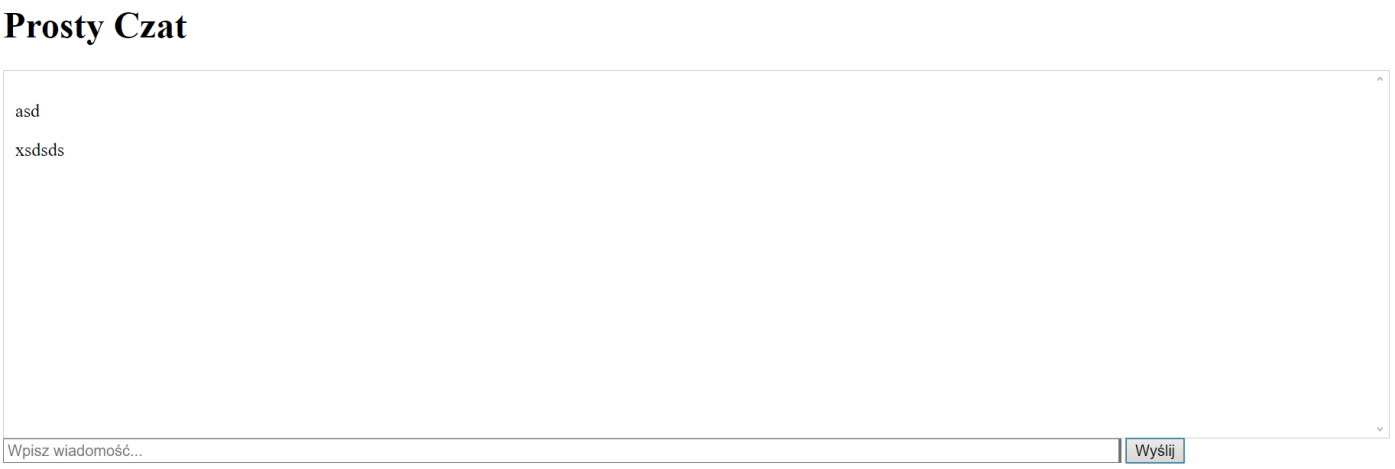 Prosty Czat
asd
xsdsds
Wpisz wiadomość...
Wyślij